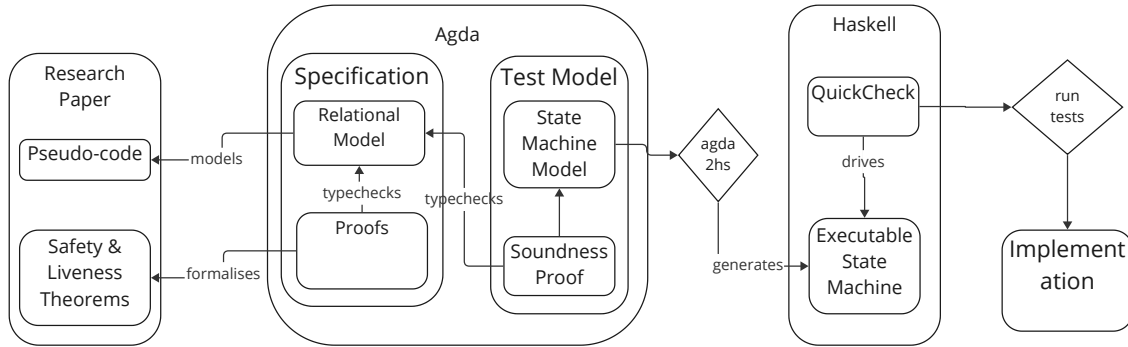 Research
Paper
Pseudo-code
Safety &
Liveness
Theorems
models
formalises
Agda
Specification
Relational
Model
typechecks
Proofs
typechecks
Test Model
State
Machine
Model
Soundness
Proof
agda
2hs
generates
Haskell
QuickCheck
drives
Executable
State
Machine
run
tests
Implement
ation